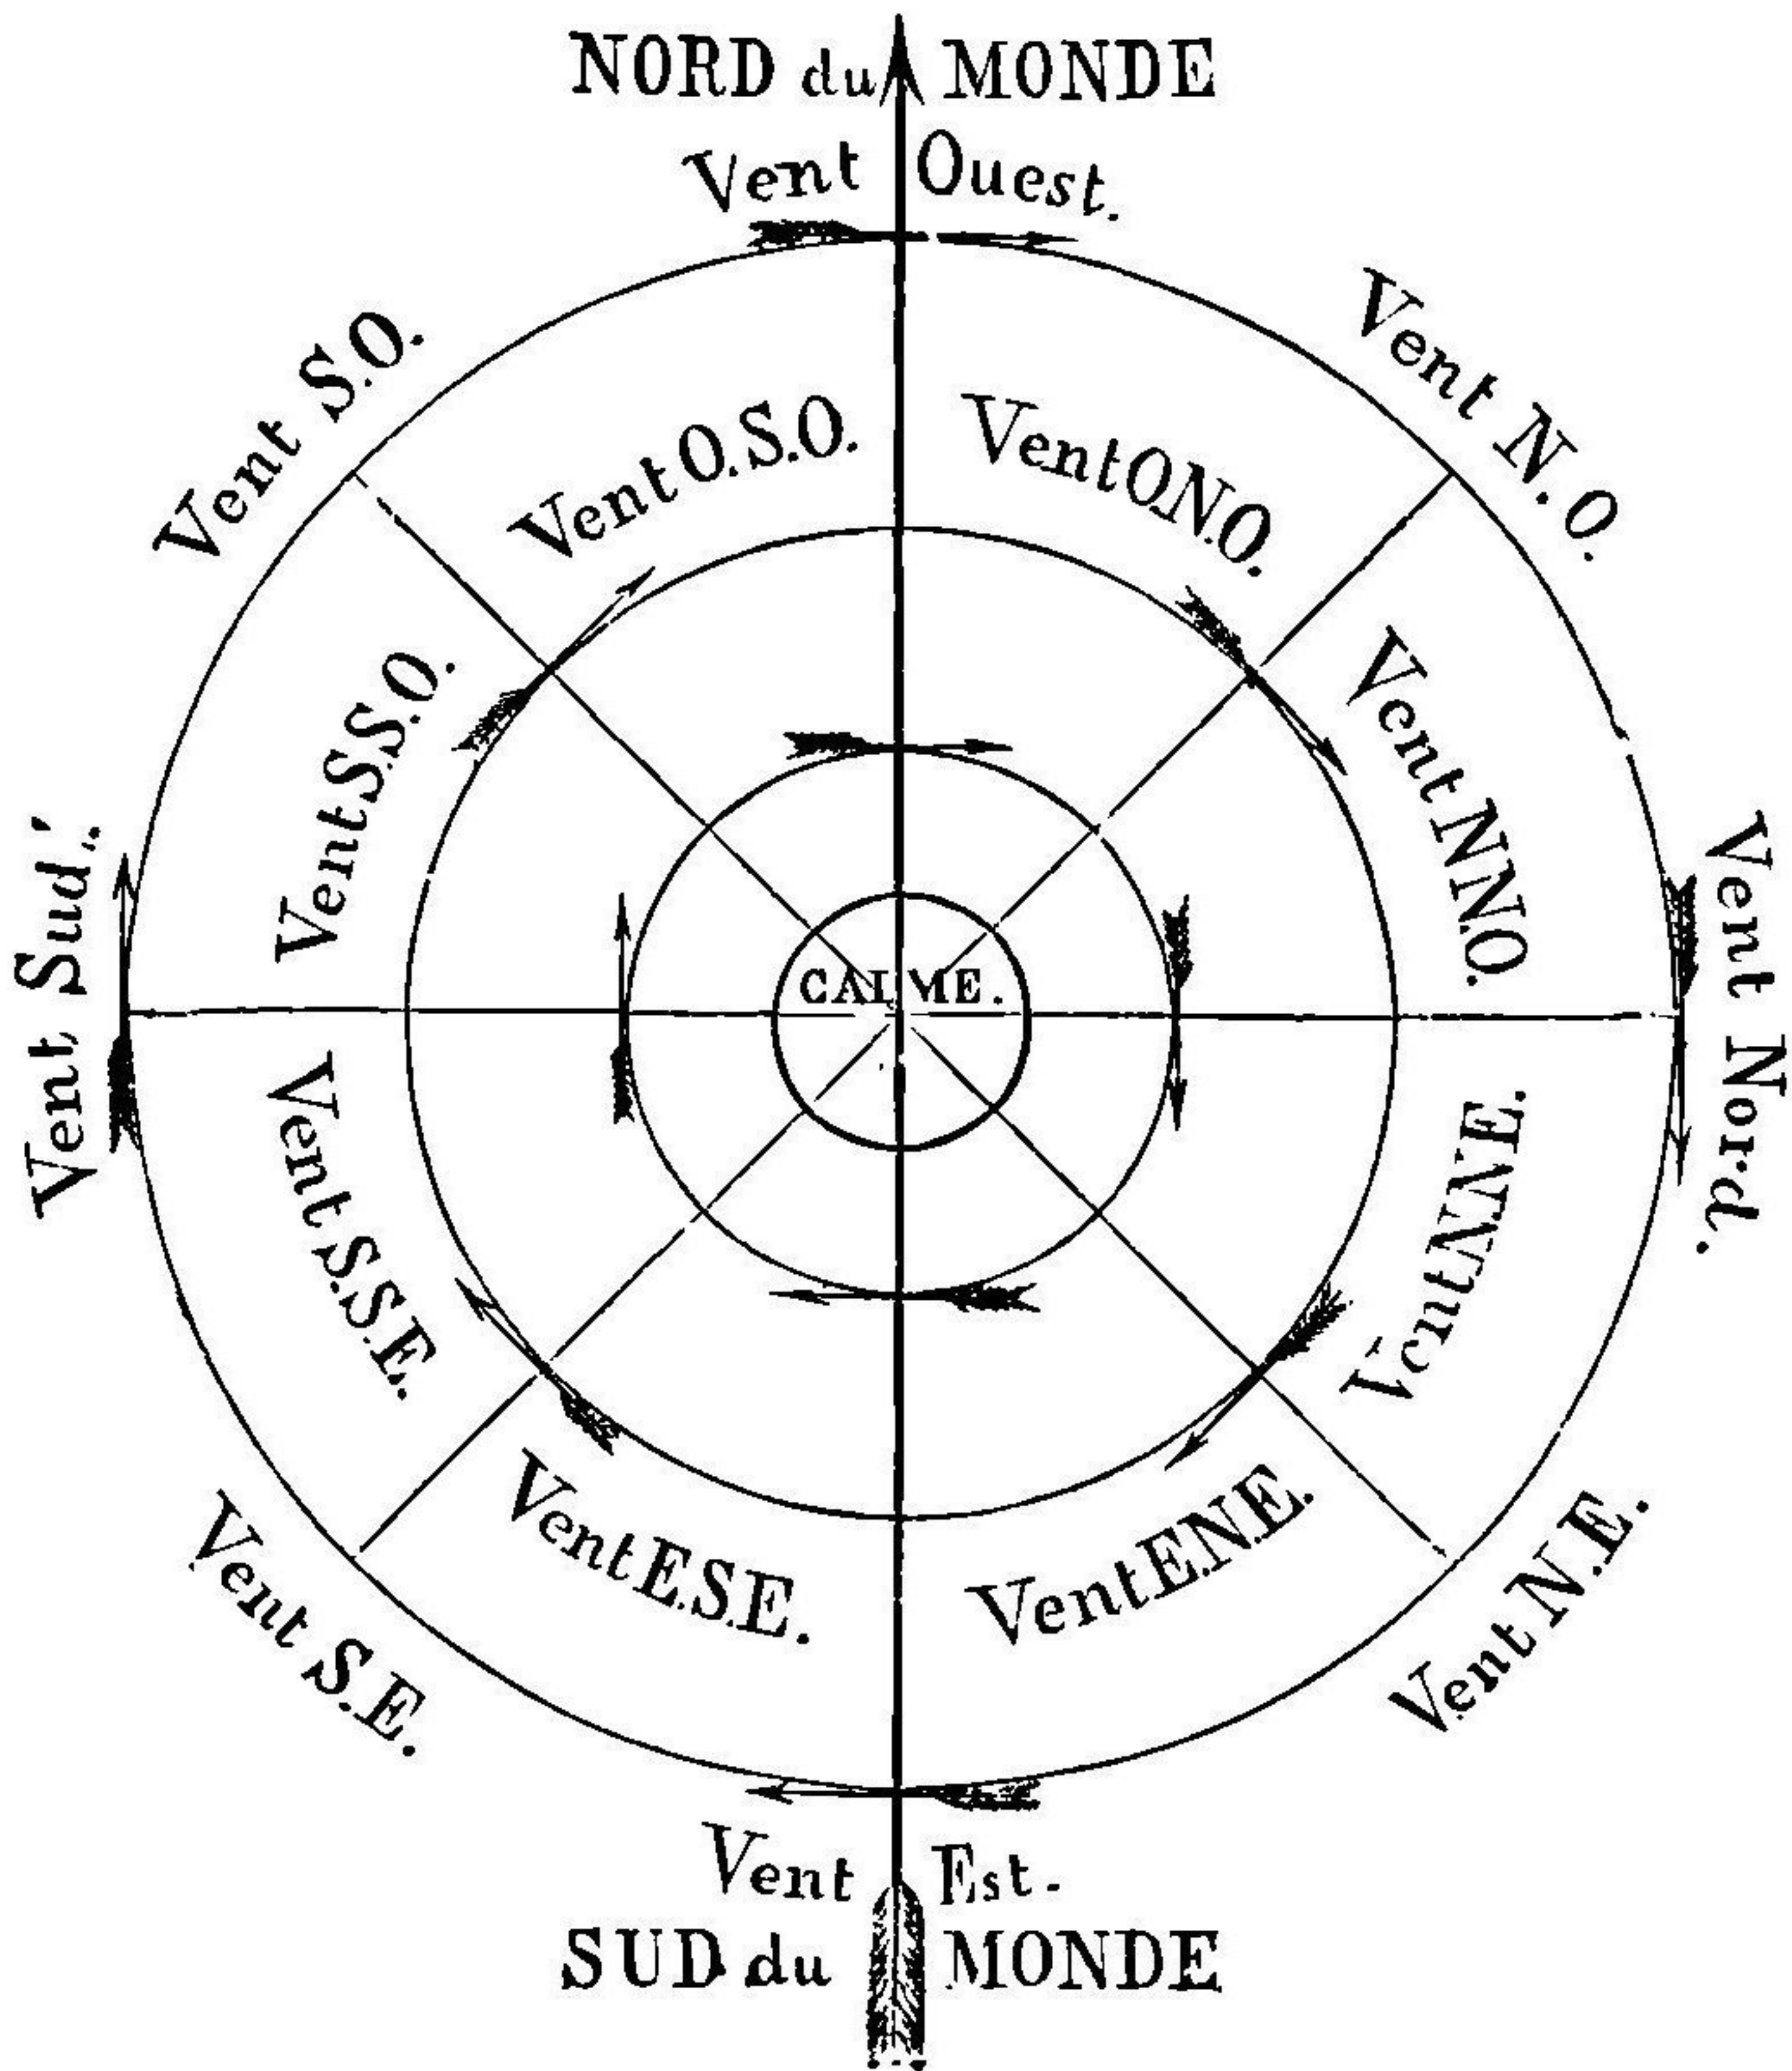 NORD du MONDE
Vent Ouest.
Vent S.O.
Vent N.O.
Vent O.S.O.
Vent O.N.O.
Vent S.S.O.
Vent N.N.O.
Vent Sud.
CALME.
Vent Nord.
Vent S.S.E.
Vent N.N.E.
Vent E.S.E.
Vent E.N.E.
Vent S.E.
Vent N.E.
Vent Est.
SUD du MONDE